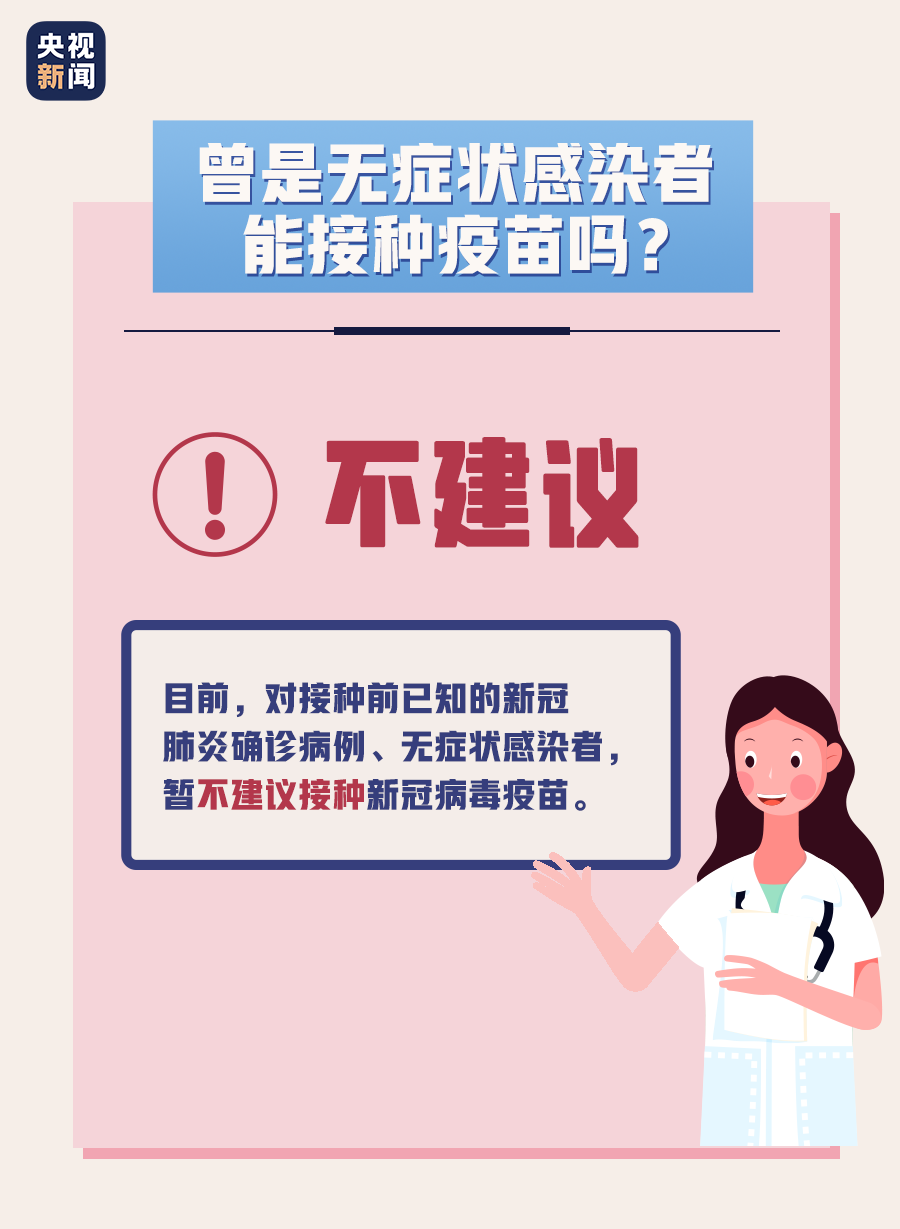 央视
新闻
曾是无症状感染者
能接种疫苗吗？
不建议
目前，对接种前已知的新冠
肺炎确诊病例、无症状感染者，
暂不建议接种新冠病毒疫苗。